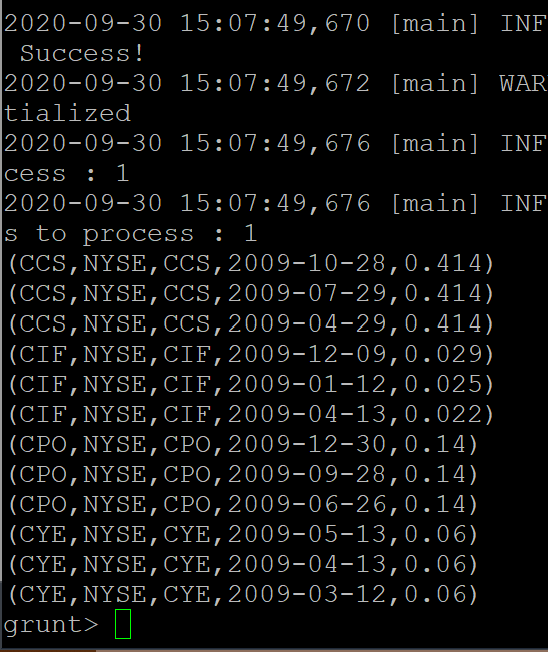 2020-09-30 15:07:49,670 [main] INF
Success!
2020-09-30 15:07:49,672 [main] WAR
tialized
2020-09-30 15:07:49,676 [main] INF
cess : 1
2020-09-30 15:07:49,676 [main] INF
s to process : 1
(CCS,NYSE,CCS,2009-10-28,0.414)
(CCS,NYSE,CCS,2009-07-29,0.414)
(CCS,NYSE,CCS,2009-04-29,0.414)
(CIF,NYSE,CIF,2009-12-09,0.029)
(CIF,NYSE,CIF,2009-01-12,0.025)
(CIF,NYSE,CIF,2009-04-13,0.022)
(CPO,NYSE,CPO,2009-12-30,0.14)
(CPO,NYSE,CPO,2009-09-28,0.14)
(CPO,NYSE,CPO,2009-06-26,0.14)
(CYE,NYSE,CYE,2009-05-13,0.06)
(CYE,NYSE,CYE,2009-04-13,0.06)
(CYE,NYSE,CYE,2009-03-12,0.06)
grunt>